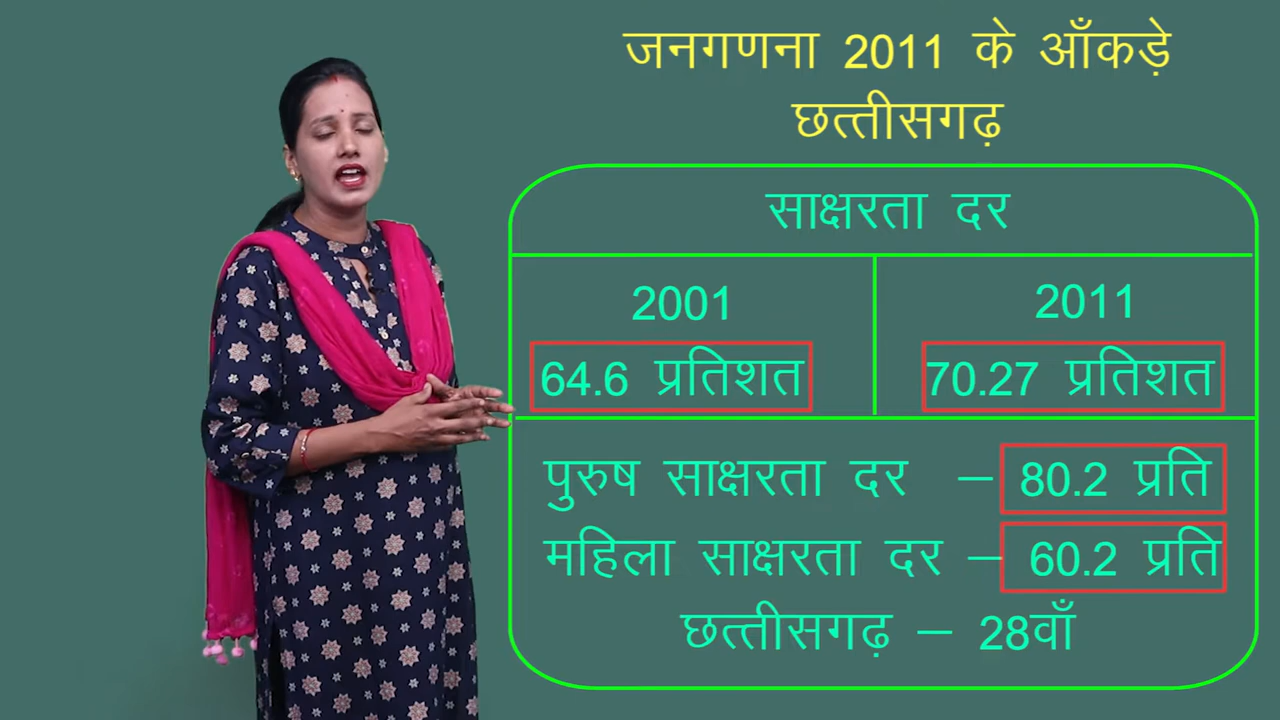 जनगणना 2011 के आँकड़े
छत्तीसगढ़
साक्षरता दर
2001
2011
64.6 प्रतिशत
70.27 प्रतिशत
पुरुष साक्षरता दर – 80.2 प्रति
महिला साक्षरता दर – 60.2 प्रति
छत्तीसगढ़ – 28वाँ